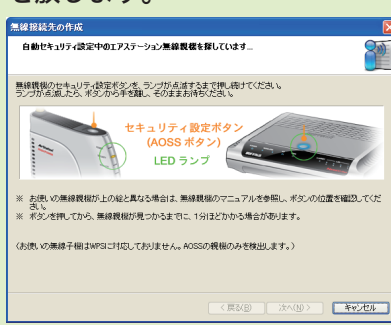 を放します。
無線接続先の作成
自動セキュリティ設定中のエアステーション無線親機を探しています...
無線親機のセキュリティ設定ボタンを、ランプが点滅するまで押し続けてください。
ランプが点滅したら、ボタンから手を離し、そのままお待ちください。
セキュリティ設定ボタン
(AOSS ボタン)
LED ランプ
※ お使いの無線親機が上の絵と異なる場合は、無線親機のマニュアルを参照し、ボタンの位置を確認してくだ
さい。
※ ボタンを押してから、無線親機が見つかるまでに、1分ほどかかる場合があります。
(お使いの無線子機はWPSに対応しておりません。AOSSの親機のみを検出します。)
< 戻る(B) 次へ(N) > キャンセル